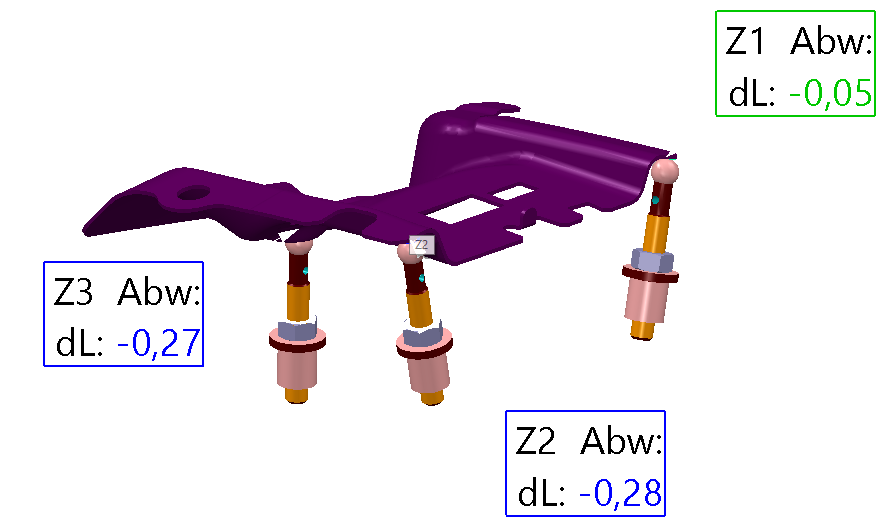 Z1 Abw:
dL: -0,05
Z2
Z3 Abw:
dL: -0,27
Z2 Abw:
dL: -0,28